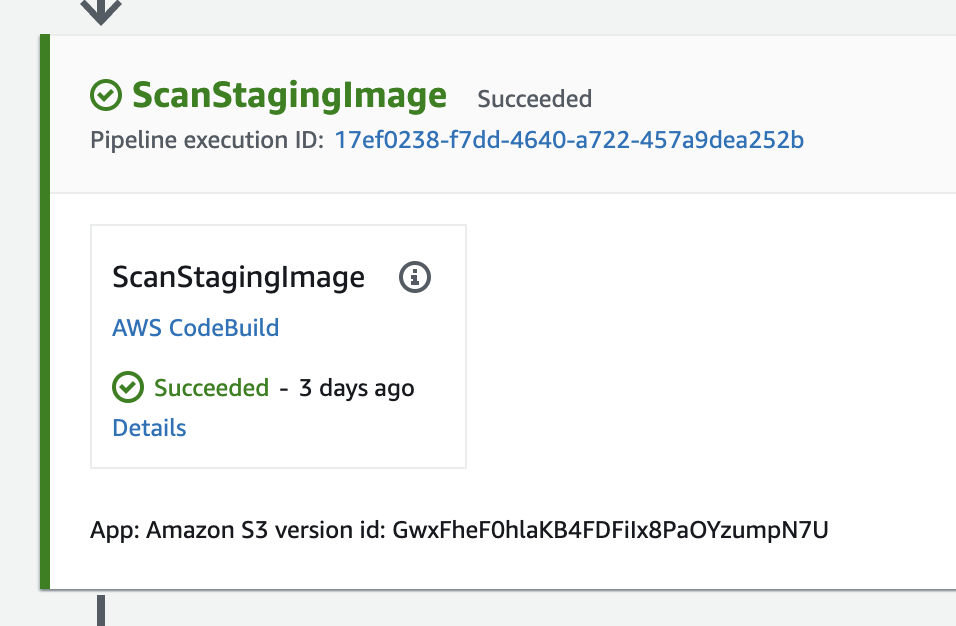 ScanStagingImage Succeeded
Pipeline execution ID: 17ef0238-f7dd-4640-a722-457a9dea252b
ScanStagingImage
AWS CodeBuild
Succeeded - 3 days ago
Details
App: Amazon S3 version id: GwxFheF0hlaKB4FDFiIx8PaOYzumpN7U